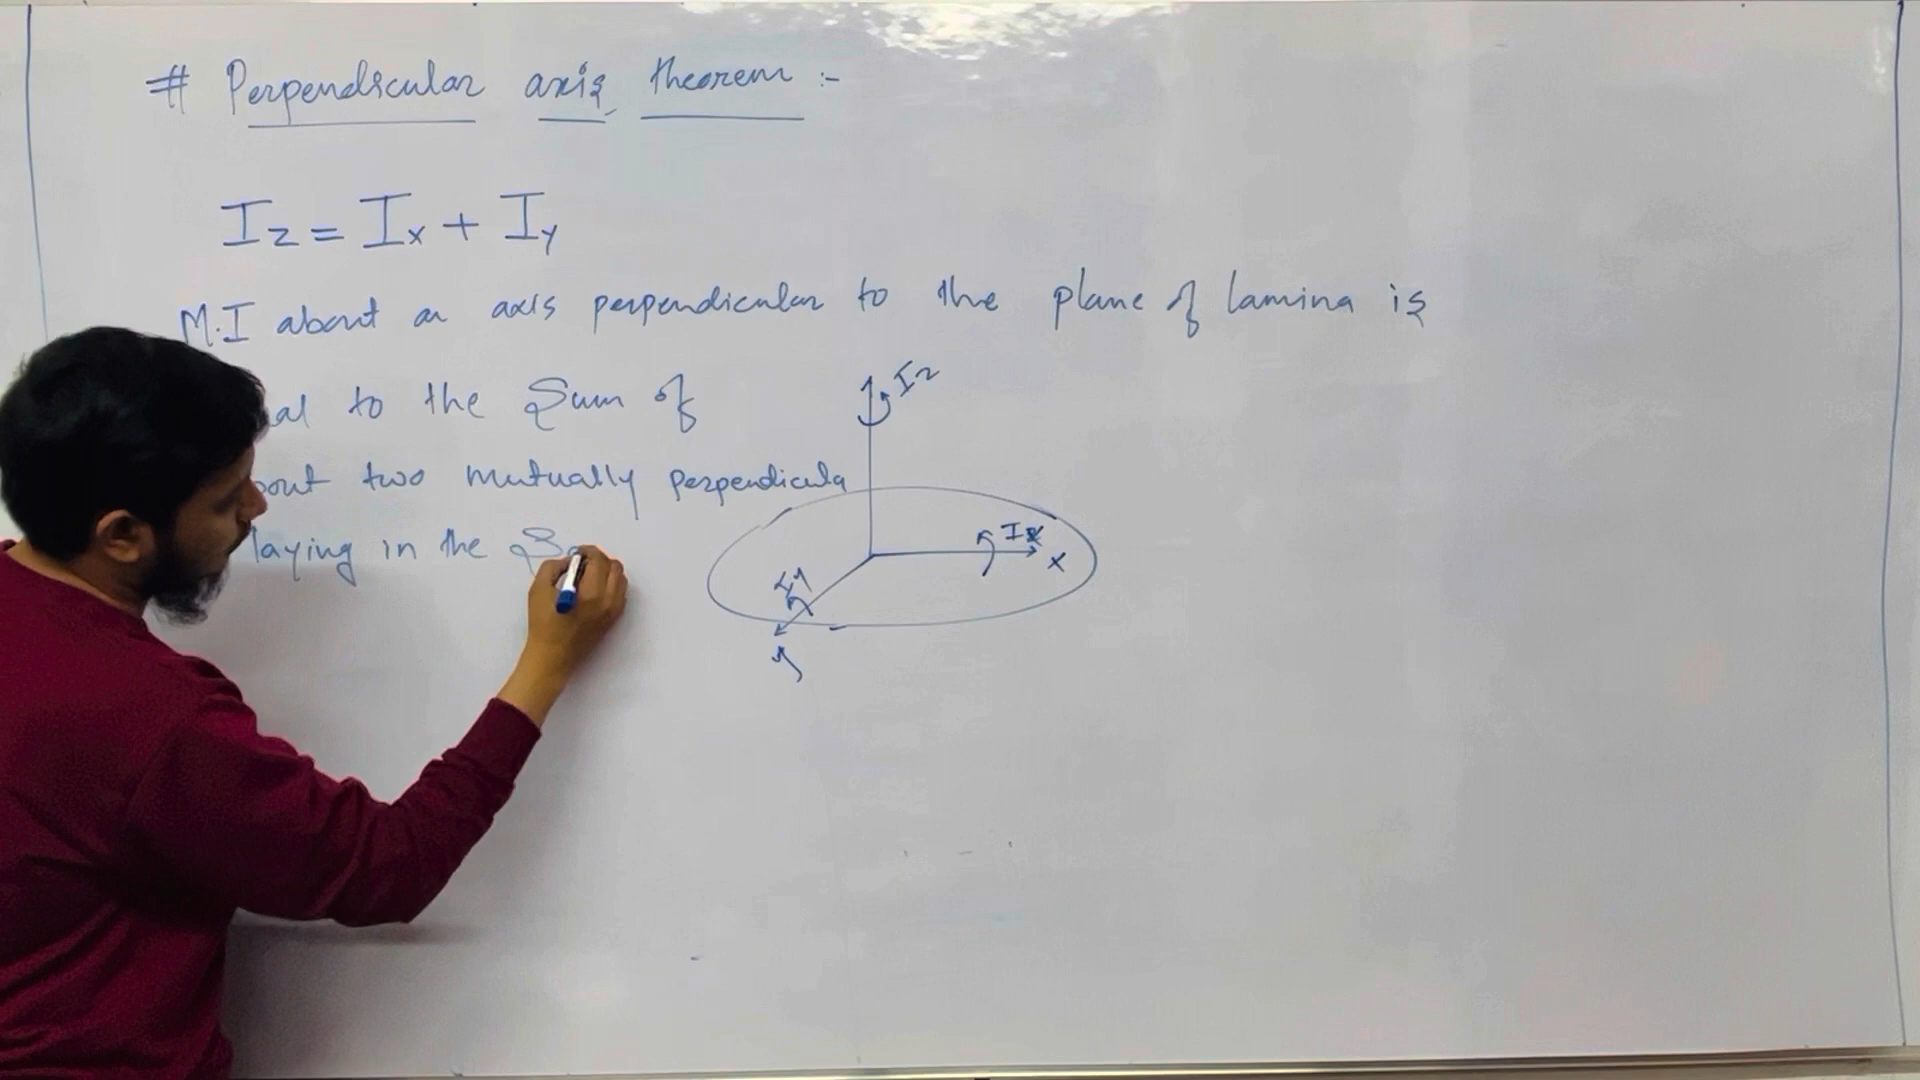 # Perpendicular axis, theorem :-
Iz = Ix + Iy
M.I about an axis perpendicular to the plane of lamina is
al to the Sum of
out two mutually perpendicula
laying in the
Iz
Ix
x
Iy
y